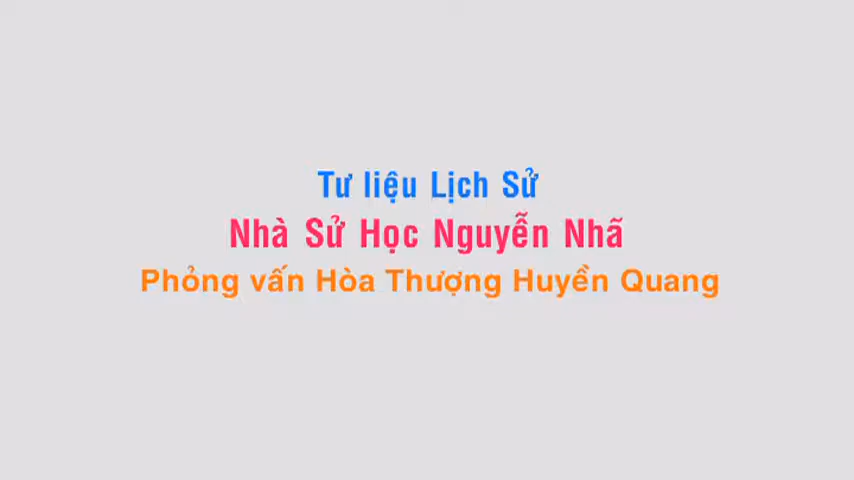 Tư liệu Lịch Sử
Nhà Sử Học Nguyễn Nhã
Phỏng vấn Hòa Thượng Huyền Quang